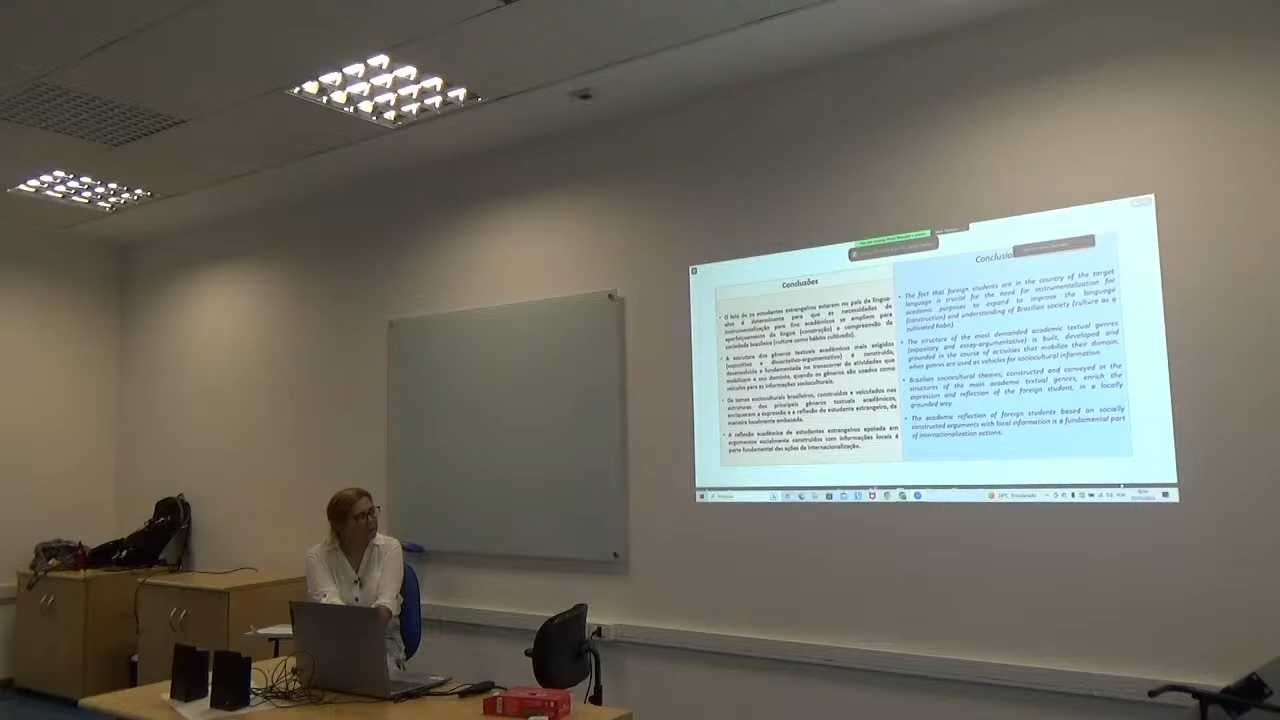 Conclusões
• O fato de os estudantes estrangeiros estarem no país da língua-
alvo é determinante para que as necessidades de
instrumentalização para fins acadêmicos se ampliem para
aperfeiçoamento da língua (construção) e compreensão da
sociedade brasileira (cultura como hábito cultivado).
• A estrutura dos gêneros textuais acadêmicos mais exigidos
(expositivo e dissertativo-argumentativo) é construída,
desenvolvida e fundamentada no transcorrer de atividades que
mobilizam o seu domínio, quando os gêneros são usados como
veículos para as informações socioculturais.
• Os temas socioculturais brasileiros, construídos e veiculados nas
estruturas dos principais gêneros textuais acadêmicos,
enriquecem a expressão e a reflexão do estudante estrangeiro, de
maneira localmente embasada.
• A reflexão acadêmica de estudantes estrangeiros apoiada em
argumentos socialmente construídos com informações locais é
parte fundamental das ações da internacionalização.
Conclusio
• The fact that foreign students are in the country of the target
language is crucial for the need for instrumentalization for
academic purposes to expand to improve the language
(construction) and understanding of Brazilian society (culture as a
cultivated habit).
• The structure of the most demanded academic textual genres
(expository and essay-argumentative) is built, developed and
grounded in the course of activities that mobilize their domain,
when genres are used as vehicles for sociocultural information.
• Brazilian sociocultural themes, constructed and conveyed in the
structures of the main academic textual genres, enrich the
expression and reflection of the foreign student, in a locally
grounded way.
• The academic reflection of foreign students based on socially
constructed arguments with local information is a fundamental part
of internationalization actions.
24°C Ensolarado